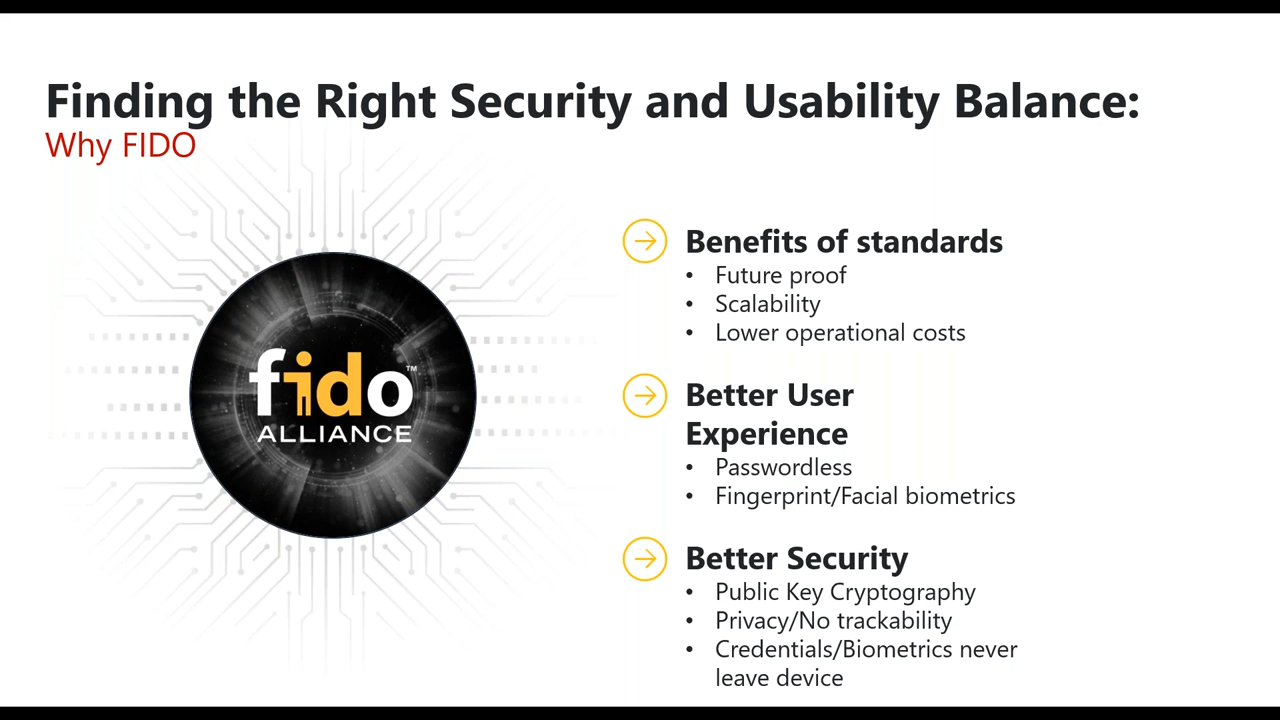 Finding the Right Security and Usability Balance:
Why FIDO
fido™
ALLIANCE
Benefits of standards
• Future proof
• Scalability
• Lower operational costs
Better User
Experience
• Passwordless
• Fingerprint/Facial biometrics
Better Security
• Public Key Cryptography
• Privacy/No trackability
• Credentials/Biometrics never
leave device